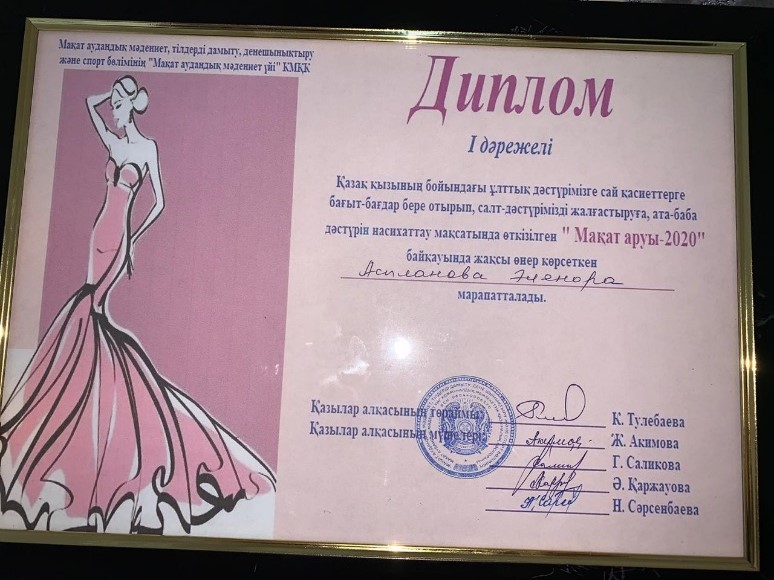 Мақат аудандық мәдениет, тілдерді дамыту, денешынықтыру
және спорт бөлімінің "Мақат аудандық мәдениет үйі" КМҚК
Диплом
І дәрежелі
Қазақ қызының бойындағы ұлттық дәстүрімізге сай қасиеттерге
бағыт-бағдар бере отырып, салт-дәстүрімізді жалғастыруға, ата-баба
дәстүрін насихаттау мақсатында өткізілген " Мақат аруы-2020"
байқауында жақсы өнер көрсеткен
Асланова Эленора
марапатталады.
Қазылар алқасының төрайымы: К. Тулебаева
Қазылар алқасының мүшелері: Ж. Акимова
Г. Саликова
Ә. Қаржауова
Н. Сәрсенбаева